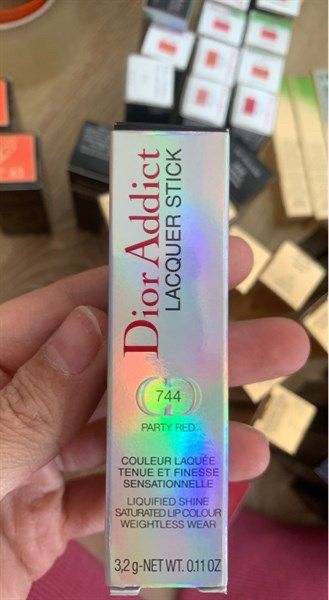 Dior Addict
LACQUER STICK
744
PARTY RED
COULEUR LAQUÉE
TENUE ET FINESSE
SENSATIONNELLE
LIQUIFIED SHINE
SATURATED LIP COLOUR
WEIGHTLESS WEAR
3,2 g-NET WT. 0.11 OZ